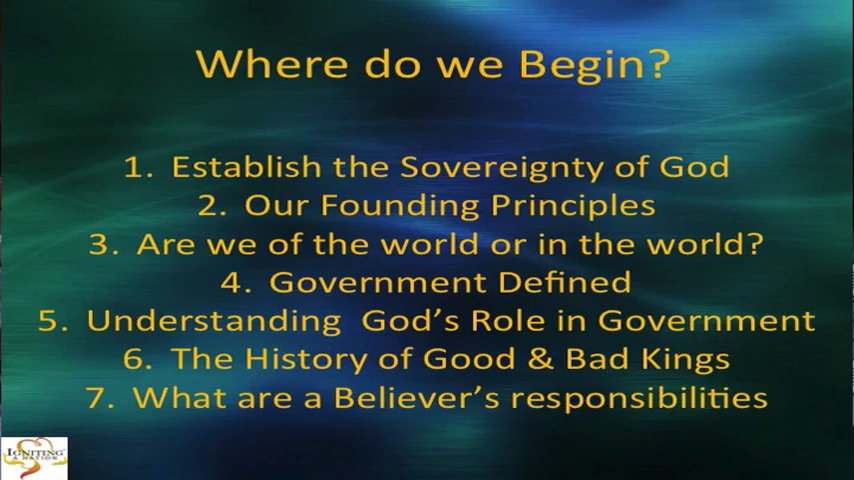 Where do we Begin?
1. Establish the Sovereignty of God
2. Our Founding Principles
3. Are we of the world or in the world?
4. Government Defined
5. Understanding God’s Role in Government
6. The History of Good & Bad Kings
7. What are a Believer’s responsibilities
IGNITING
A NATION